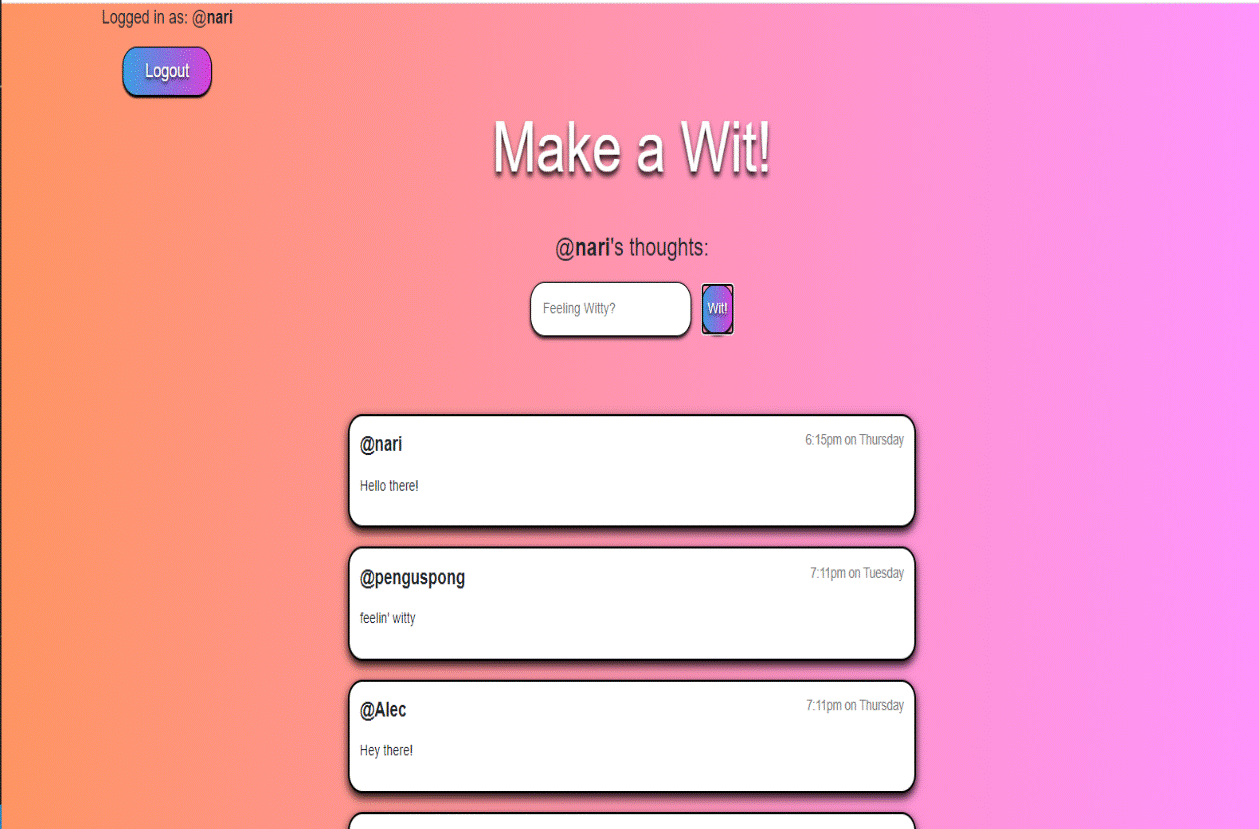 Logged in as: @nari
Logout
Make a Wit!
@nari's thoughts:
Feeling Witty? Wit!
@nari 6:15pm on Thursday
Hello there!
@penguspong 7:11pm on Tuesday
feelin' witty
@Alec 7:11pm on Thursday
Hey there!